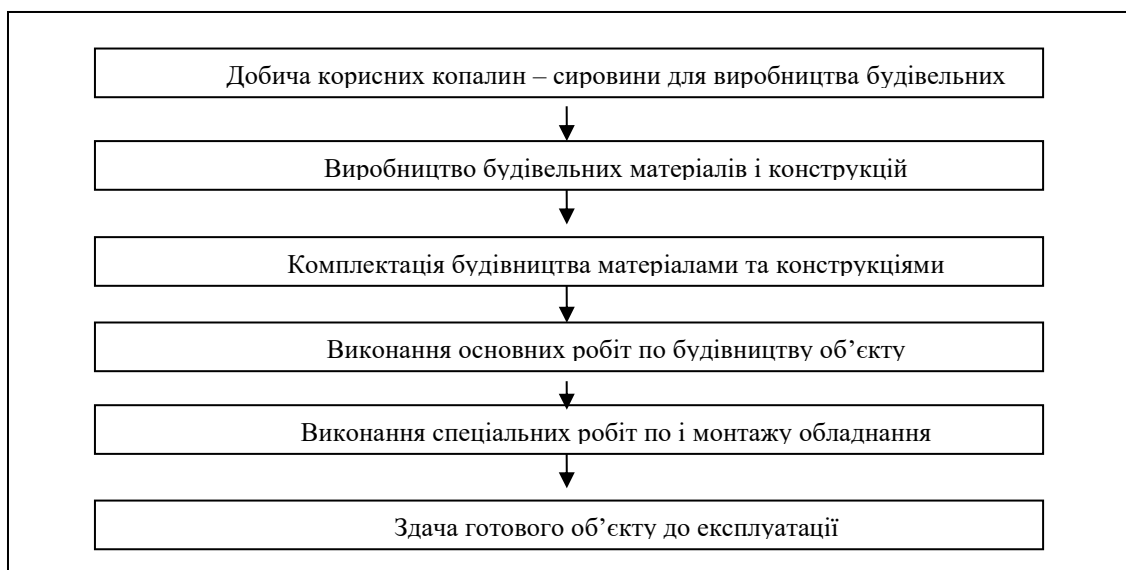 Добича корисних копалин – сировини для виробництва будівельних
Виробництво будівельних матеріалів і конструкцій
Комплектація будівництва матеріалами та конструкціями
Виконання основних робіт по будівництву об’єкту
Виконання спеціальних робіт по і монтажу обладнання
Здача готового об’єкту до експлуатації